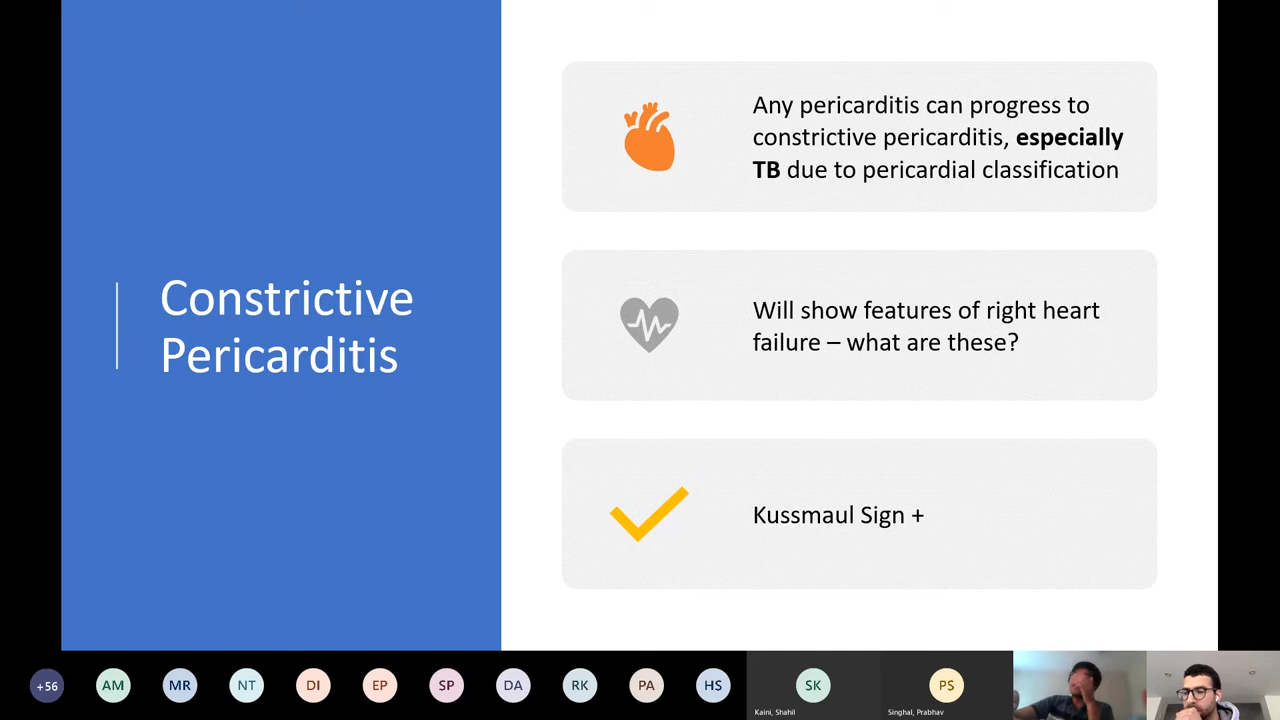 Constrictive
Pericarditis
Any pericarditis can progress to
constrictive pericarditis, especially
TB due to pericardial classification
Will show features of right heart
failure – what are these?
Kussmaul Sign +
+56
AM
MR
NT
DI
EP
SP
DA
RK
PA
HS
SK
Kaini, Shahil
PS
Singhal, Prabhav